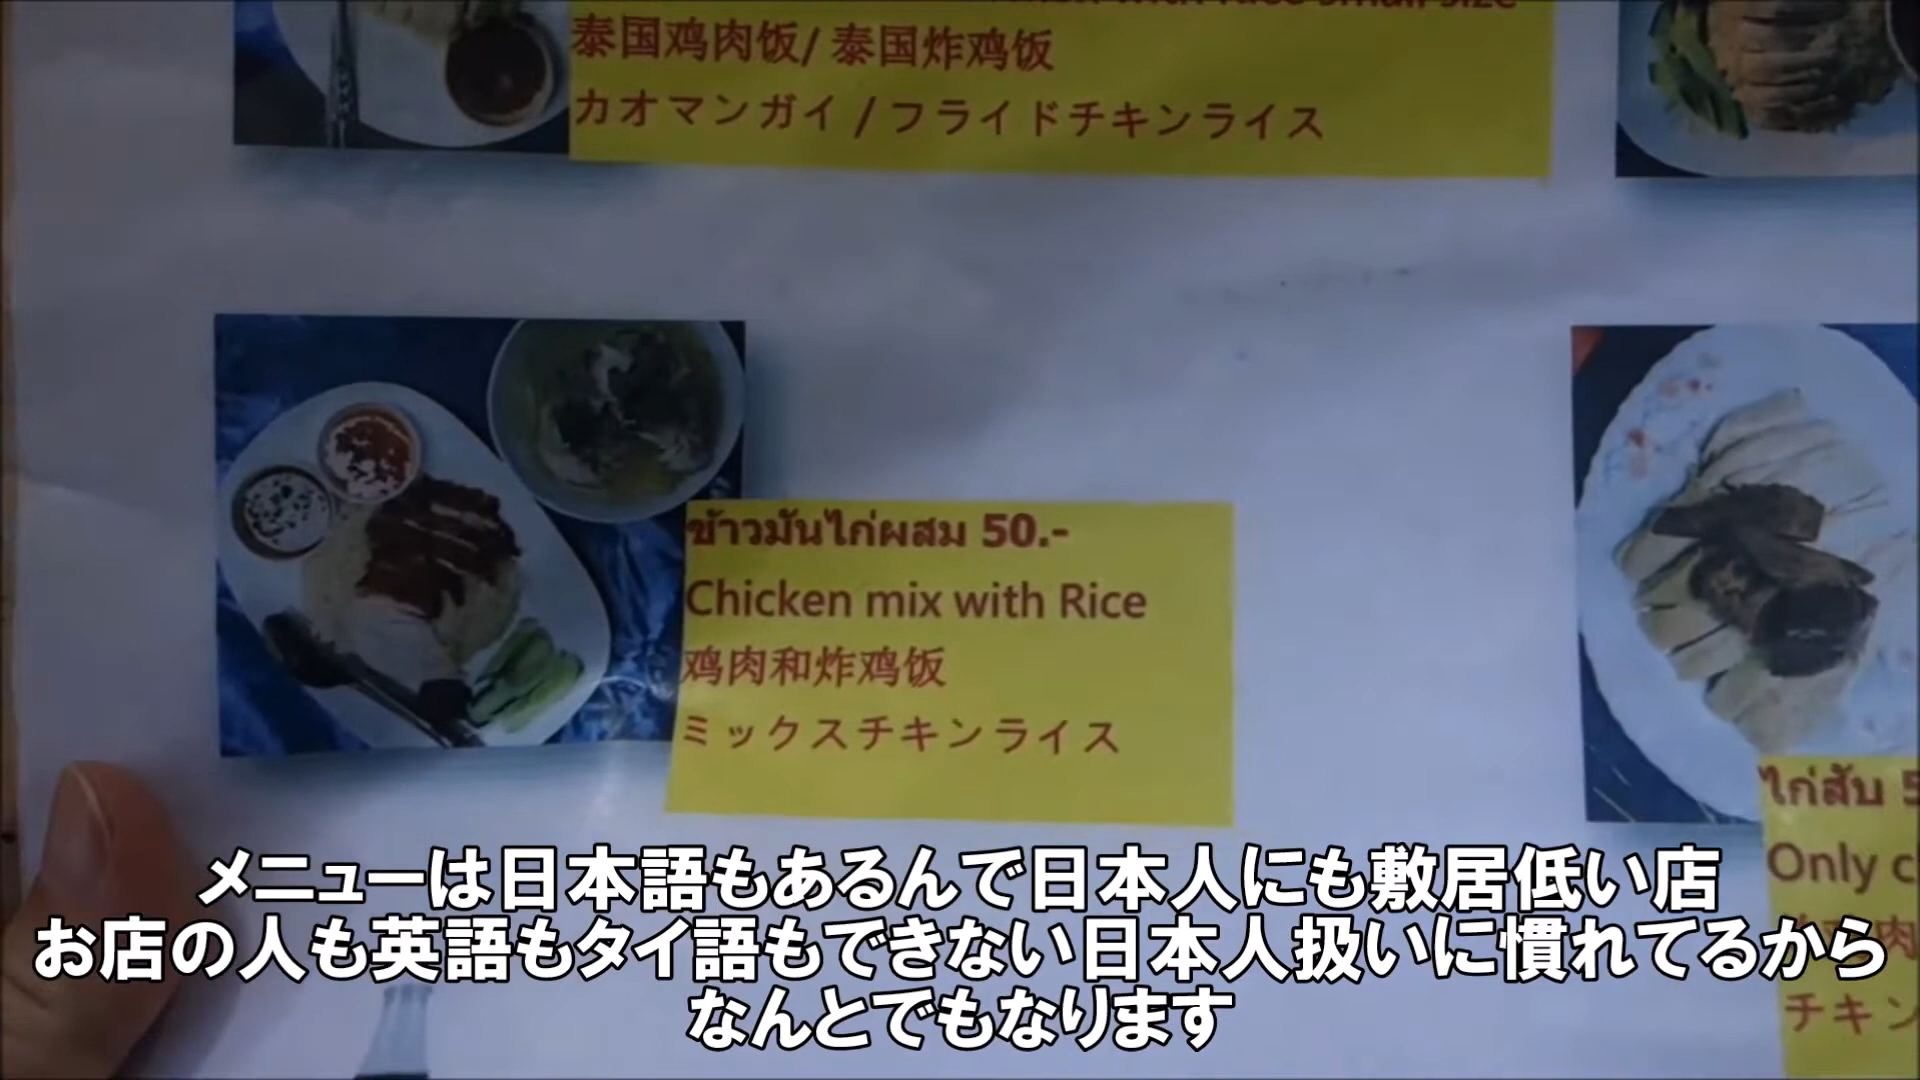 with rice small size
泰国鸡肉饭/ 泰国炸鸡饭
カオマンガイ / フライドチキンライス
ข้าวมันไก่ผสม 50.-
Chicken mix with Rice
鸡肉和炸鸡饭
ミックスチキンライス
ไก่สับ 5
Only c
肉
チキン
メニューは日本語もあるんで日本人にも敷居低い店
お店の人も英語もタイ語もできない日本人扱いに慣れてるから
なんとでもなります